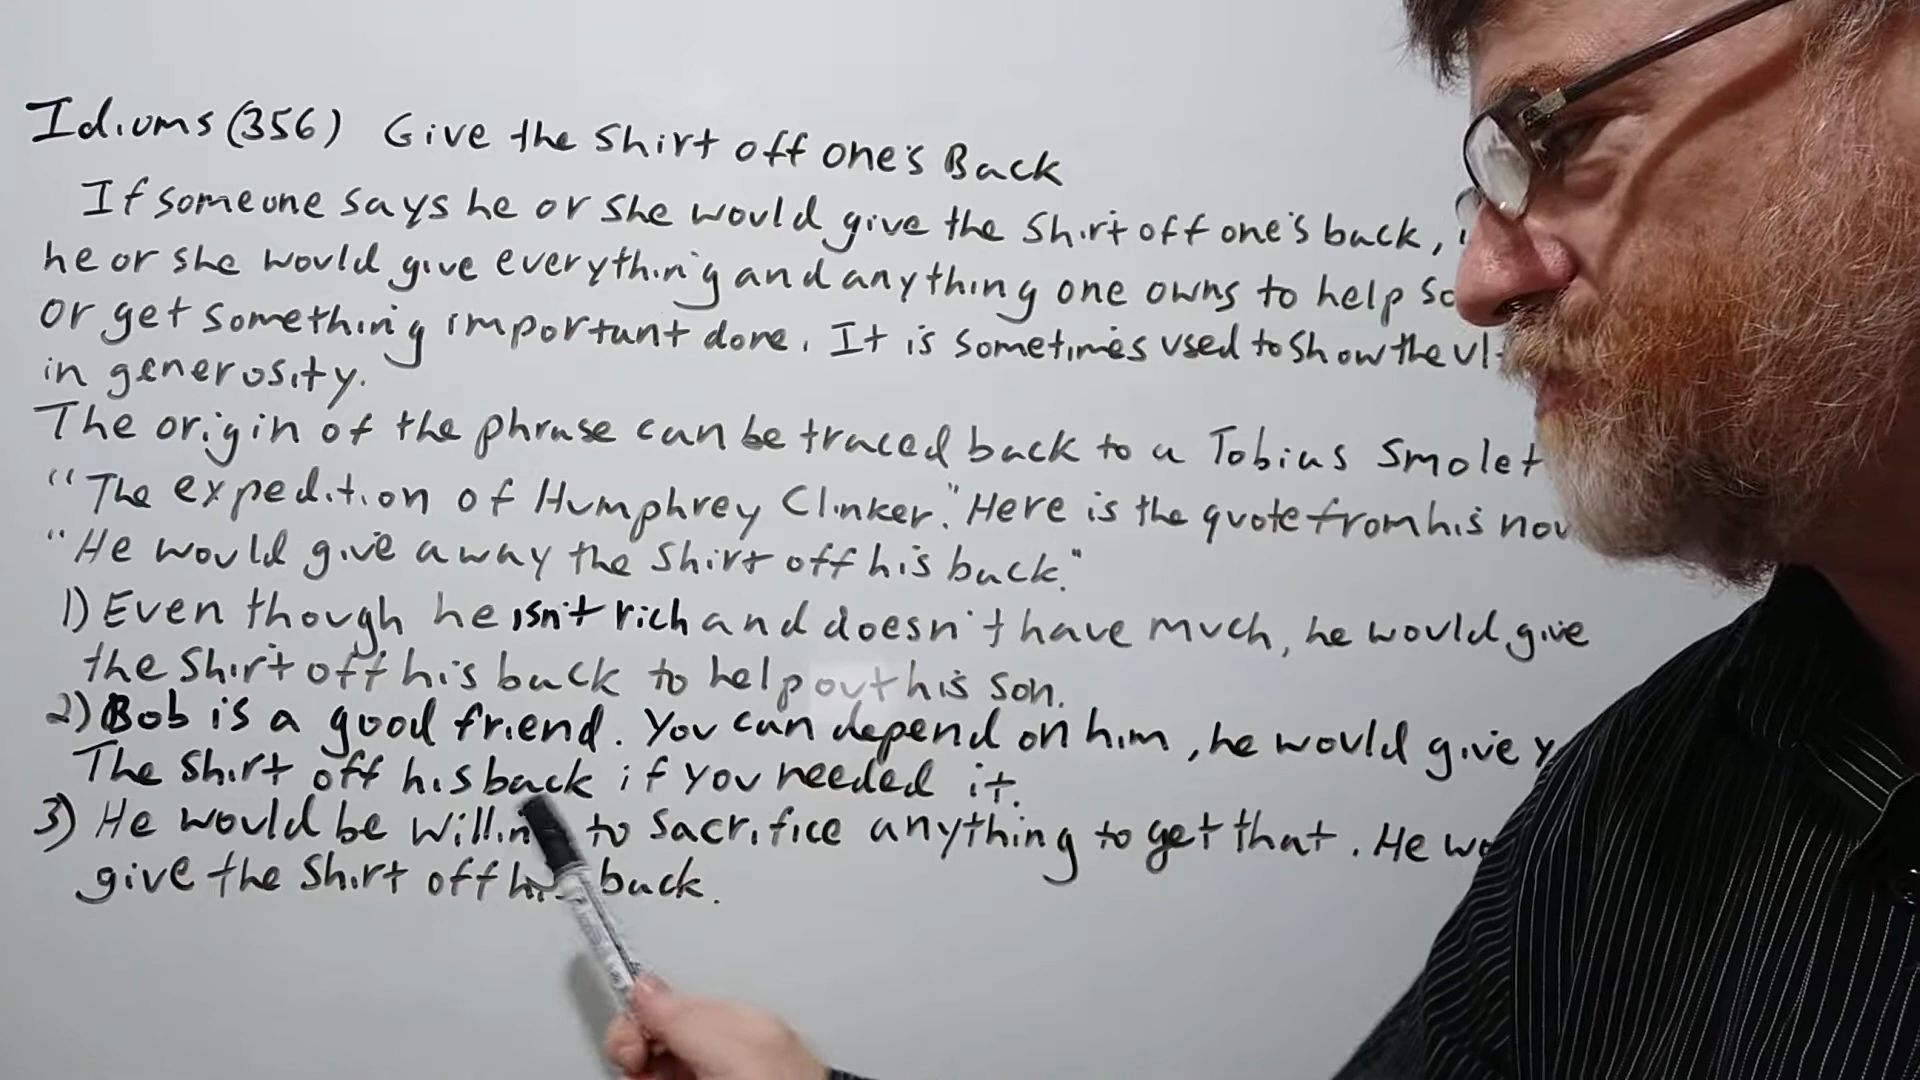 Idioms (356) Give the Shirt off one's Back
If someone says he or she would give the shirt off one's back,
he or she would give everything and anything one owns to help
or get something important done. It is sometimes used to show the
in generosity.
The origin of the phrase can be traced back to a Tobias Smolet
"The expedition of Humphrey Clinker." Here is the quote from his
"He would give away the shirt off his back."
1) Even though he isn't rich and doesn't have much, he would give
the shirt off his back to help out his son.
2) Bob is a good friend. You can depend on him, he would give
The shirt off his back if you needed it.
3) He would be willing to sacrifice anything to get that. He
give the shirt off his back.